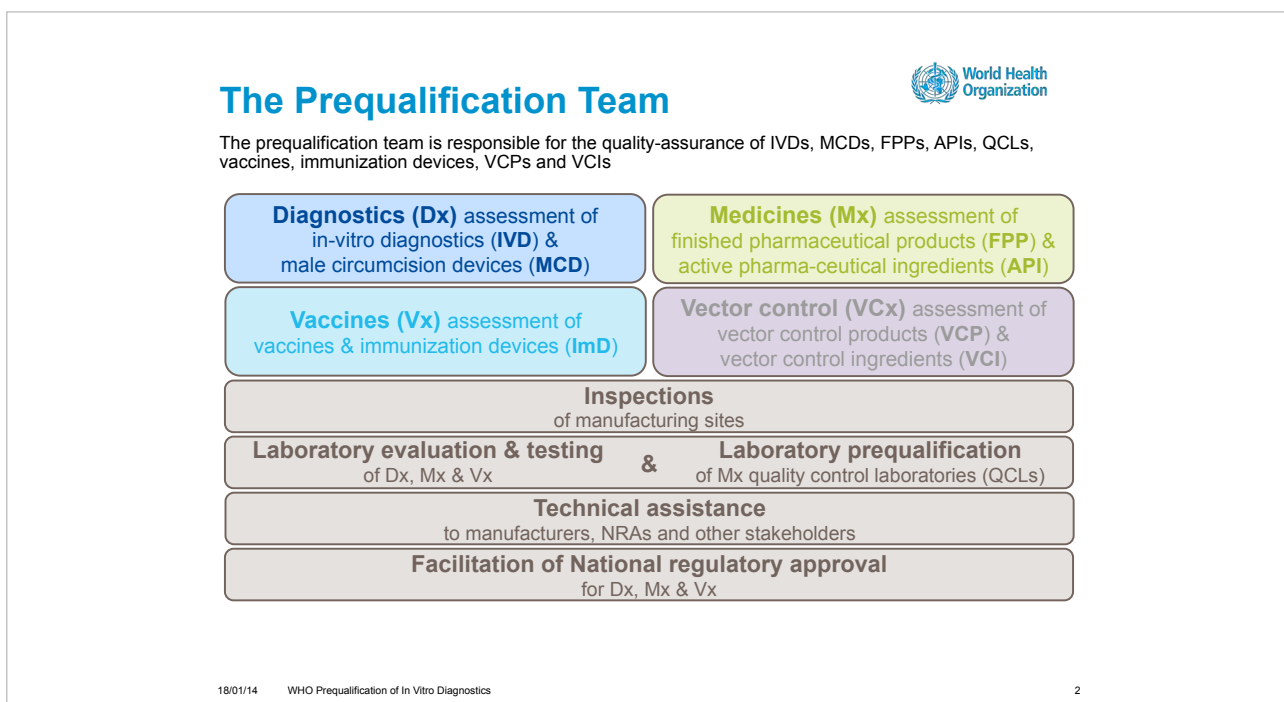 World Health
Organization
The Prequalification Team
The prequalification team is responsible for the quality-assurance of IVDs, MCDs, FPPs, APIs, QCLs,
vaccines, immunization devices, VCPs and VCIs
Diagnostics (Dx) assessment of
in-vitro diagnostics (IVD) &
male circumcision devices (MCD)
Medicines (Mx) assessment of
finished pharmaceutical products (FPP) &
active pharma-ceutical ingredients (API)
Vaccines (Vx) assessment of
vaccines & immunization devices (ImD)
Vector control (VCx) assessment of
vector control products (VCP) &
vector control ingredients (VCI)
Inspections
of manufacturing sites
Laboratory evaluation & testing
of Dx, Mx & Vx
&
Laboratory prequalification
of Mx quality control laboratories (QCLs)
Technical assistance
to manufacturers, NRAs and other stakeholders
Facilitation of National regulatory approval
for Dx, Mx & Vx
18/01/14 WHO Prequalification of In Vitro Diagnostics 2